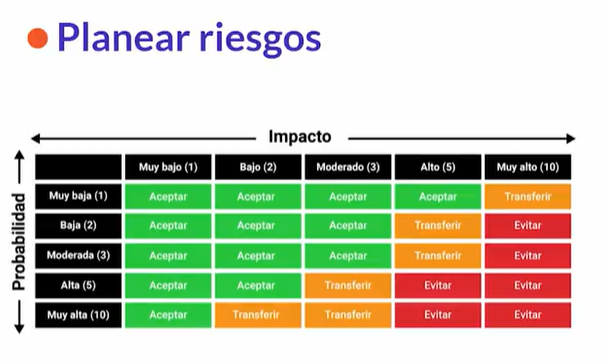 Planear riesgos
Impacto
Probabilidad
Muy bajo (1) Bajo (2) Moderado (3) Alto (5) Muy alto (10)
Muy baja (1) Aceptar Aceptar Aceptar Aceptar Transferir
Baja (2) Aceptar Aceptar Aceptar Transferir Evitar
Moderada (3) Aceptar Aceptar Aceptar Transferir Evitar
Alta (5) Aceptar Aceptar Transferir Evitar Evitar
Muy alta (10) Aceptar Transferir Transferir Evitar Evitar